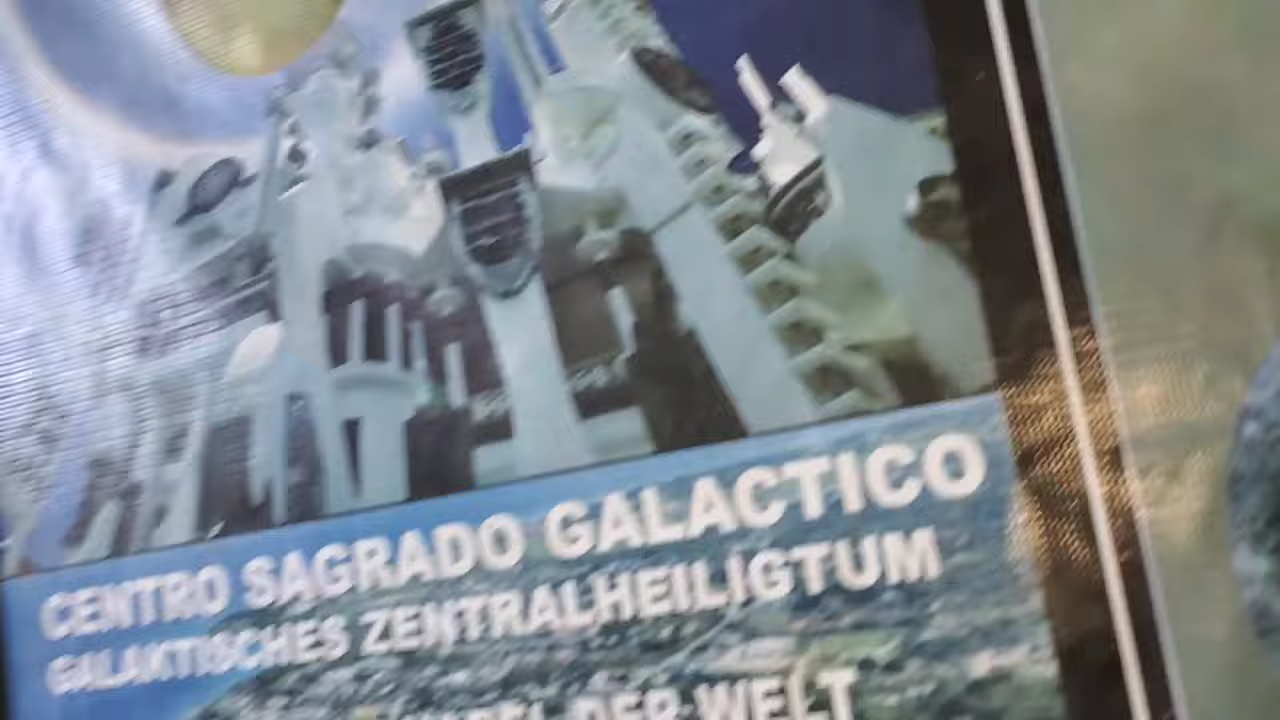 CENTRO SAGRADO GALACTICO
GALAKTISCHES ZENTRALHEILIGTUM
DER WELT